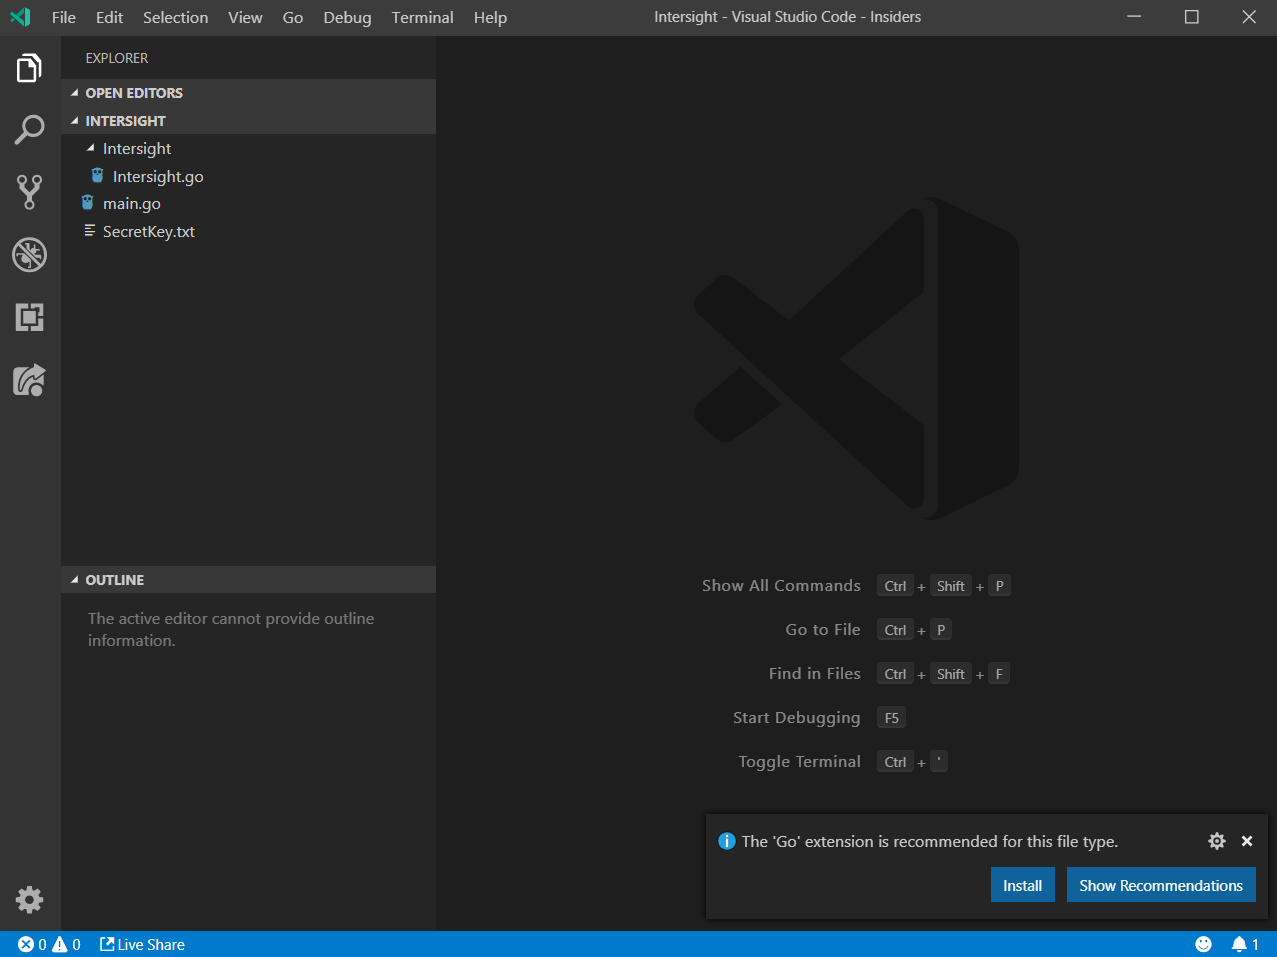 File Edit Selection View Go Debug Terminal Help Intersight - Visual Studio Code - Insiders
EXPLORER
OPEN EDITORS
INTERSIGHT
Intersight
Intersight.go
main.go
SecretKey.txt
OUTLINE
The active editor cannot provide outline
information.
Show All Commands Ctrl + Shift + P
Go to File Ctrl + P
Find in Files Ctrl + Shift + F
Start Debugging F5
Toggle Terminal Ctrl + '
The 'Go' extension is recommended for this file type.
Install Show Recommendations
0 0 Live Share 1